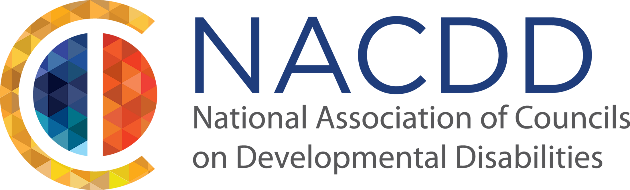 NACDD
National Association of Councils
on Developmental Disabilities